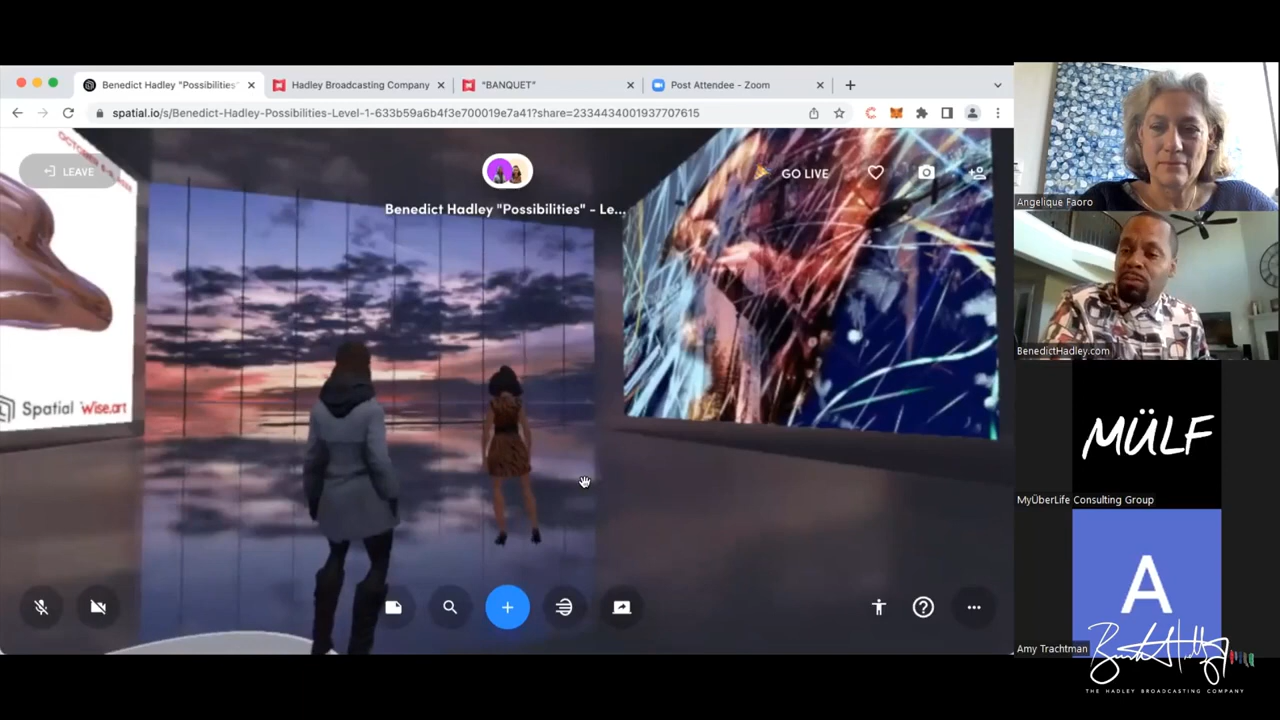 Benedict Hadley "Possibilities"
Hadley Broadcasting Company
"BANQUET"
Post Attendee - Zoom
spatial.io/s/Benedict-Hadley-Possibilities-Level-1-633b59a6b4f3e700019e7a41?share=2334434001937707615
LEAVE
GO LIVE
Benedict Hadley "Possibilities" - Le...
Spatial Wise.art
Angelique Faoro
BenedictHadley.com
MÜLF
MyÜberLife Consulting Group
A
Amy Trachtman
THE HADLEY BROADCASTING COMPANY